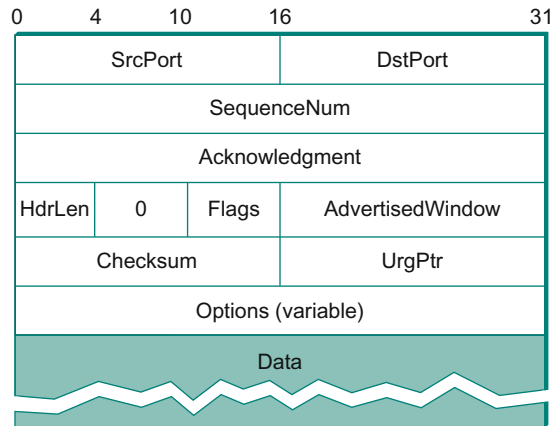 0 4 10 16 31
SrcPort DstPort
SequenceNum
Acknowledgment
HdrLen 0 Flags AdvertisedWindow
Checksum UrgPtr
Options (variable)
Data